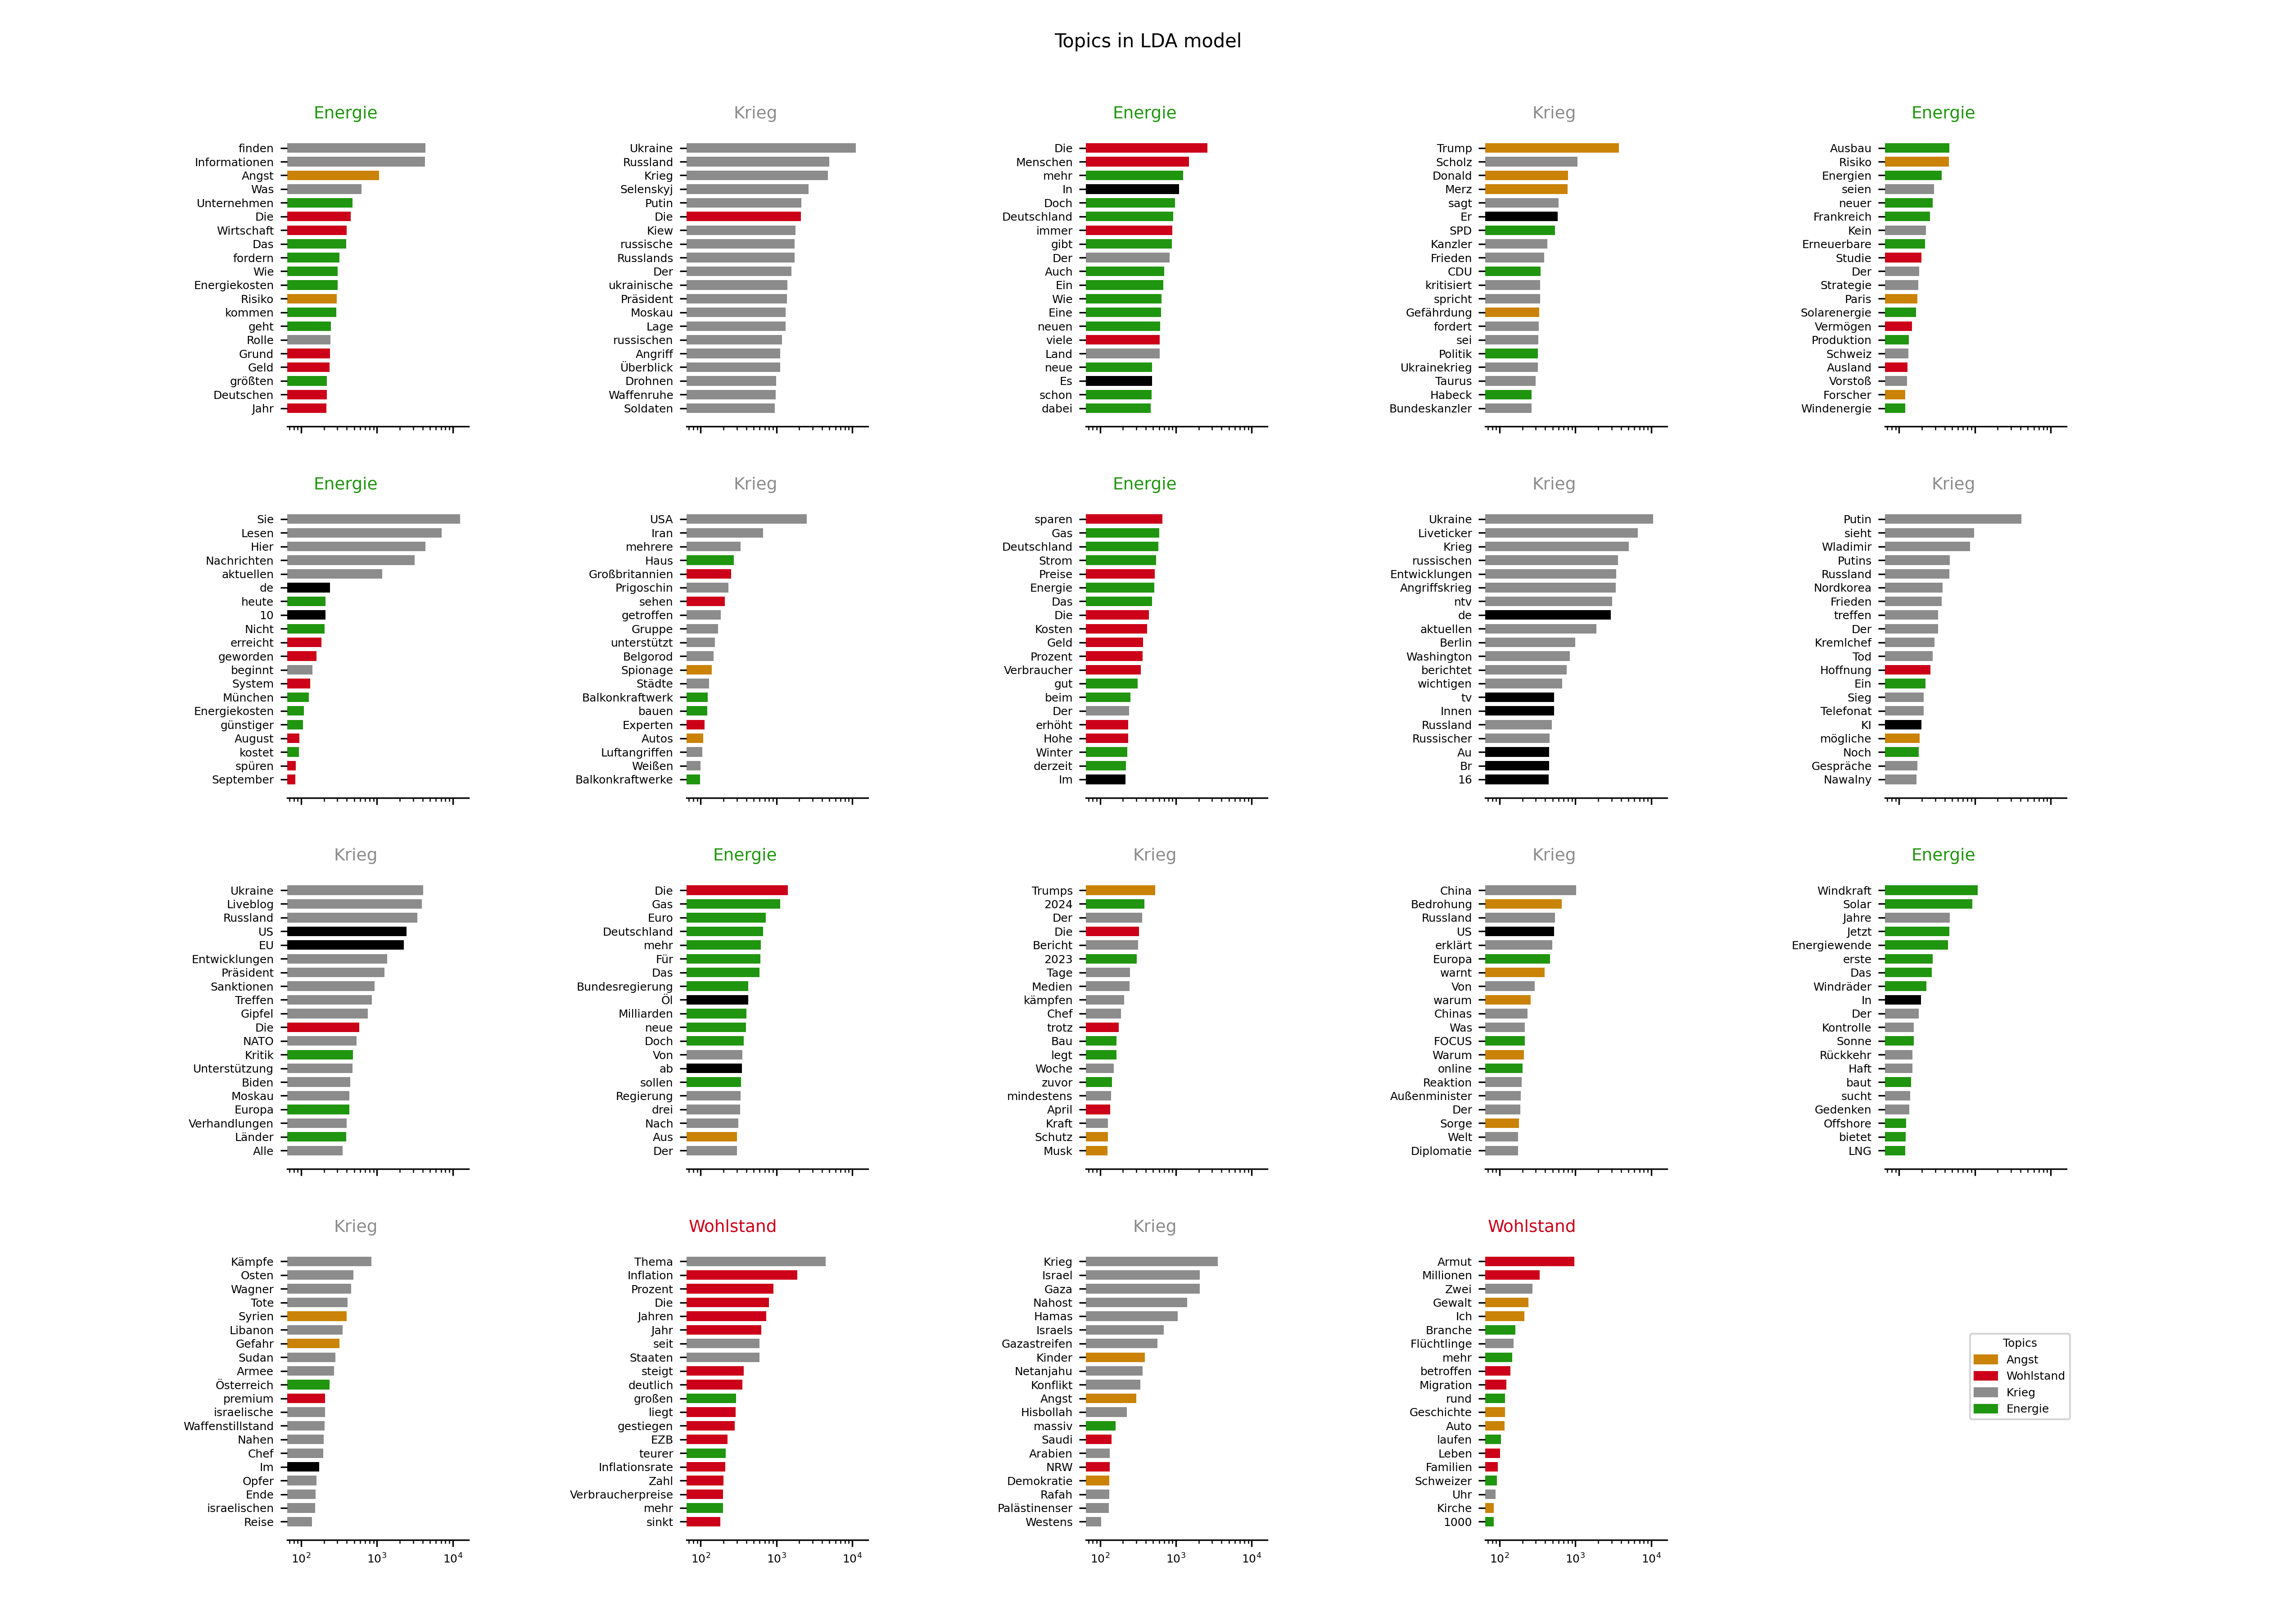 Topics in LDA model
Energie
finden
Informationen
Angst
Was
Unternehmen
Die
Wirtschaft
Das
fordern
Wie
Energiekosten
Risiko
kommen
geht
Rolle
Grund
Geld
größten
Deutschen
Jahr
Krieg
Ukraine
Russland
Krieg
Selenskyj
Putin
Die
Kiew
russische
Russlands
Der
ukrainische
Präsident
Moskau
Lage
russischen
Angriff
Überblick
Drohnen
Waffenruhe
Soldaten
Energie
Die
Menschen
mehr
In
Doch
Deutschland
immer
gibt
Der
Auch
Ein
Wie
Eine
neuen
viele
Land
neue
Es
schon
dabei
Krieg
Trump
Scholz
Donald
Merz
sagt
Er
SPD
Kanzler
Frieden
CDU
kritisiert
spricht
Gefährdung
fordert
sei
Politik
Ukrainekrieg
Taurus
Habeck
Bundeskanzler
Energie
Ausbau
Risiko
Energien
seien
neuer
Frankreich
Kein
Erneuerbare
Studie
Der
Strategie
Paris
Solarenergie
Vermögen
Produktion
Schweiz
Ausland
Vorstoß
Forscher
Windenergie
Energie
Sie
Lesen
Hier
Nachrichten
aktuellen
de
heute
10
Nicht
erreicht
geworden
beginnt
System
München
Energiekosten
günstiger
August
kostet
spüren
September
Krieg
USA
Iran
mehrere
Haus
Großbritannien
Prigoschin
sehen
getroffen
Gruppe
unterstützt
Belgorod
Spionage
Städte
Balkonkraftwerk
bauen
Experten
Autos
Luftangriffen
Weißen
Balkonkraftwerke
Energie
sparen
Gas
Deutschland
Strom
Preise
Energie
Das
Die
Kosten
Geld
Prozent
Verbraucher
gut
beim
Der
erhöht
Hohe
Winter
derzeit
Im
Krieg
Ukraine
Liveticker
Krieg
russischen
Entwicklungen
Angriffskrieg
ntv
de
aktuellen
Berlin
Washington
berichtet
wichtigen
tv
Innen
Russland
Russischer
Au
Br
16
Krieg
Putin
sieht
Wladimir
Putins
Russland
Nordkorea
Frieden
treffen
Der
Kremlchef
Tod
Hoffnung
Ein
Sieg
Telefonat
KI
mögliche
Noch
Gespräche
Nawalny
Krieg
Ukraine
Liveblog
Russland
US
EU
Entwicklungen
Präsident
Sanktionen
Treffen
Gipfel
Die
NATO
Kritik
Unterstützung
Biden
Moskau
Europa
Verhandlungen
Länder
Alle
Energie
Die
Gas
Euro
Deutschland
mehr
Für
Das
Bundesregierung
Öl
Milliarden
neue
Doch
Von
ab
sollen
Regierung
drei
Nach
Aus
Der
Krieg
Trumps
2024
Der
Die
Bericht
2023
Tage
Medien
kämpfen
Chef
trotz
Bau
legt
Woche
zuvor
mindestens
April
Kraft
Schutz
Musk
Krieg
China
Bedrohung
Russland
US
erklärt
Europa
warnt
Von
warum
Chinas
Was
FOCUS
Warum
online
Reaktion
Außenminister
Der
Sorge
Welt
Diplomatie
Energie
Windkraft
Solar
Jahre
Jetzt
Energiewende
erste
Das
Windräder
In
Der
Kontrolle
Sonne
Rückkehr
Haft
baut
sucht
Gedenken
Offshore
bietet
LNG
Krieg
Kämpfe
Osten
Wagner
Tote
Syrien
Libanon
Gefahr
Sudan
Armee
Österreich
premium
israelische
Waffenstillstand
Nahen
Chef
Im
Opfer
Ende
israelischen
Reise
10² 10³ 10⁴
Wohlstand
Thema
Inflation
Prozent
Die
Jahren
Jahr
seit
Staaten
steigt
deutlich
großen
liegt
gestiegen
EZB
teurer
Inflationsrate
Zahl
Verbraucherpreise
mehr
sinkt
10² 10³ 10⁴
Krieg
Krieg
Israel
Gaza
Nahost
Hamas
Israels
Gazastreifen
Kinder
Netanjahu
Konflikt
Angst
Hisbollah
massiv
Saudi
Arabien
NRW
Demokratie
Rafah
Palästinenser
Westens
10² 10³ 10⁴
Wohlstand
Armut
Millionen
Zwei
Gewalt
Ich
Branche
Flüchtlinge
mehr
betroffen
Migration
rund
Geschichte
Auto
laufen
Leben
Familien
Schweizer
Uhr
Kirche
1000
10² 10³ 10⁴
Topics
Angst
Wohlstand
Krieg
Energie